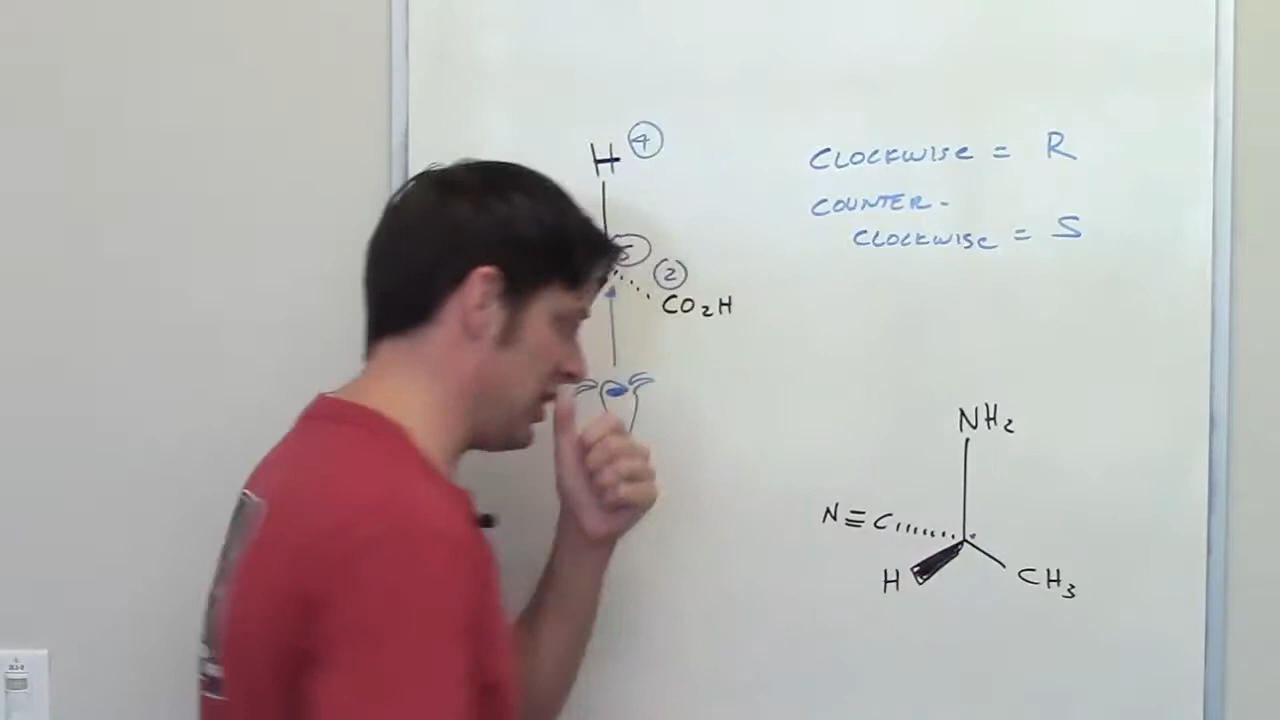 H 4
S
2
CO2H
CLOCKWISE = R
COUNTER-
CLOCKWISE = S
NH2
N≡C
H
CH3